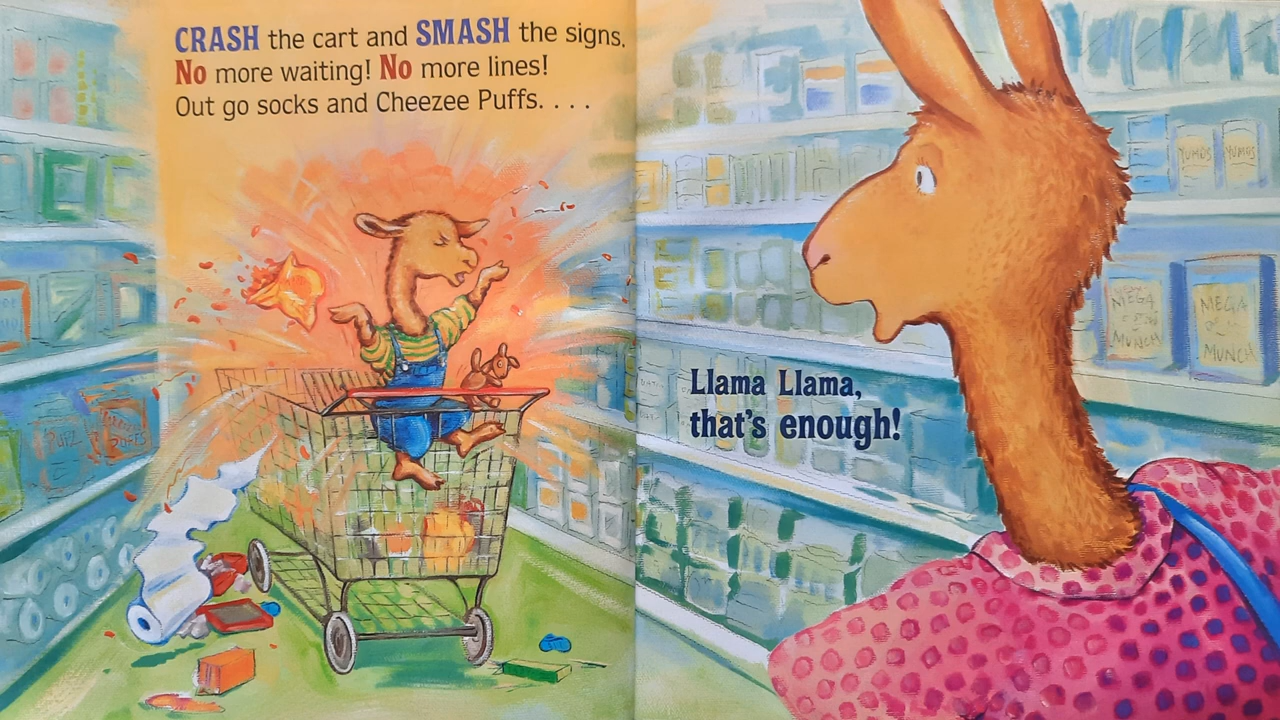 CRASH the cart and SMASH the signs.
No more waiting! No more lines!
Out go socks and Cheezee Puffs. . . .
Llama Llama,
that's enough!
YUMOS
YUMOS
MEGA
MUNCH
MEGA
MUNCH
PUFFS